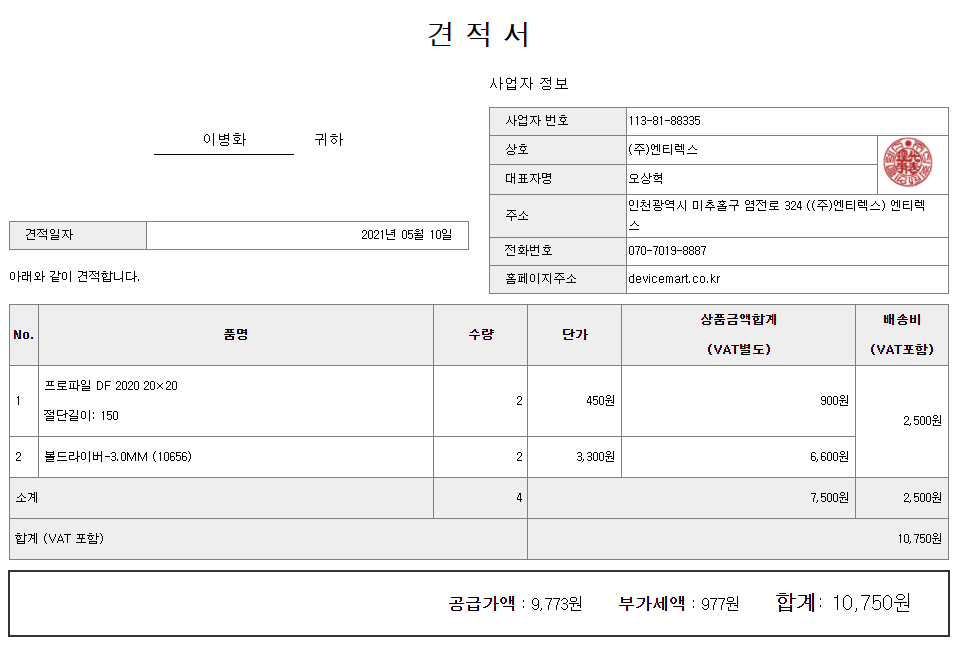 견 적 서
사업자 정보
이병화 귀하
사업자 번호 113-81-88335
상호 (주)엔티렉스
대표자명 오상혁
주소 인천광역시 미추홀구 염전로 324 ((주)엔티렉스) 엔티렉
스
전화번호 070-7019-8887
홈페이지주소 devicemart.co.kr
견적일자 2021년 05월 10일
아래와 같이 견적합니다.
No. 품명 수량 단가 상품금액합계 배송비
(VAT별도) (VAT포함)
1 프로파일 DF 2020 20×20 2 450원 900원 2,500원
절단길이: 150
2 볼드라이버-3.0MM (10656) 2 3,300원 6,600원
소계 4 7,500원 2,500원
합계 (VAT 포함) 10,750원
공급가액 : 9,773원 부가세액 : 977원 합계: 10,750원